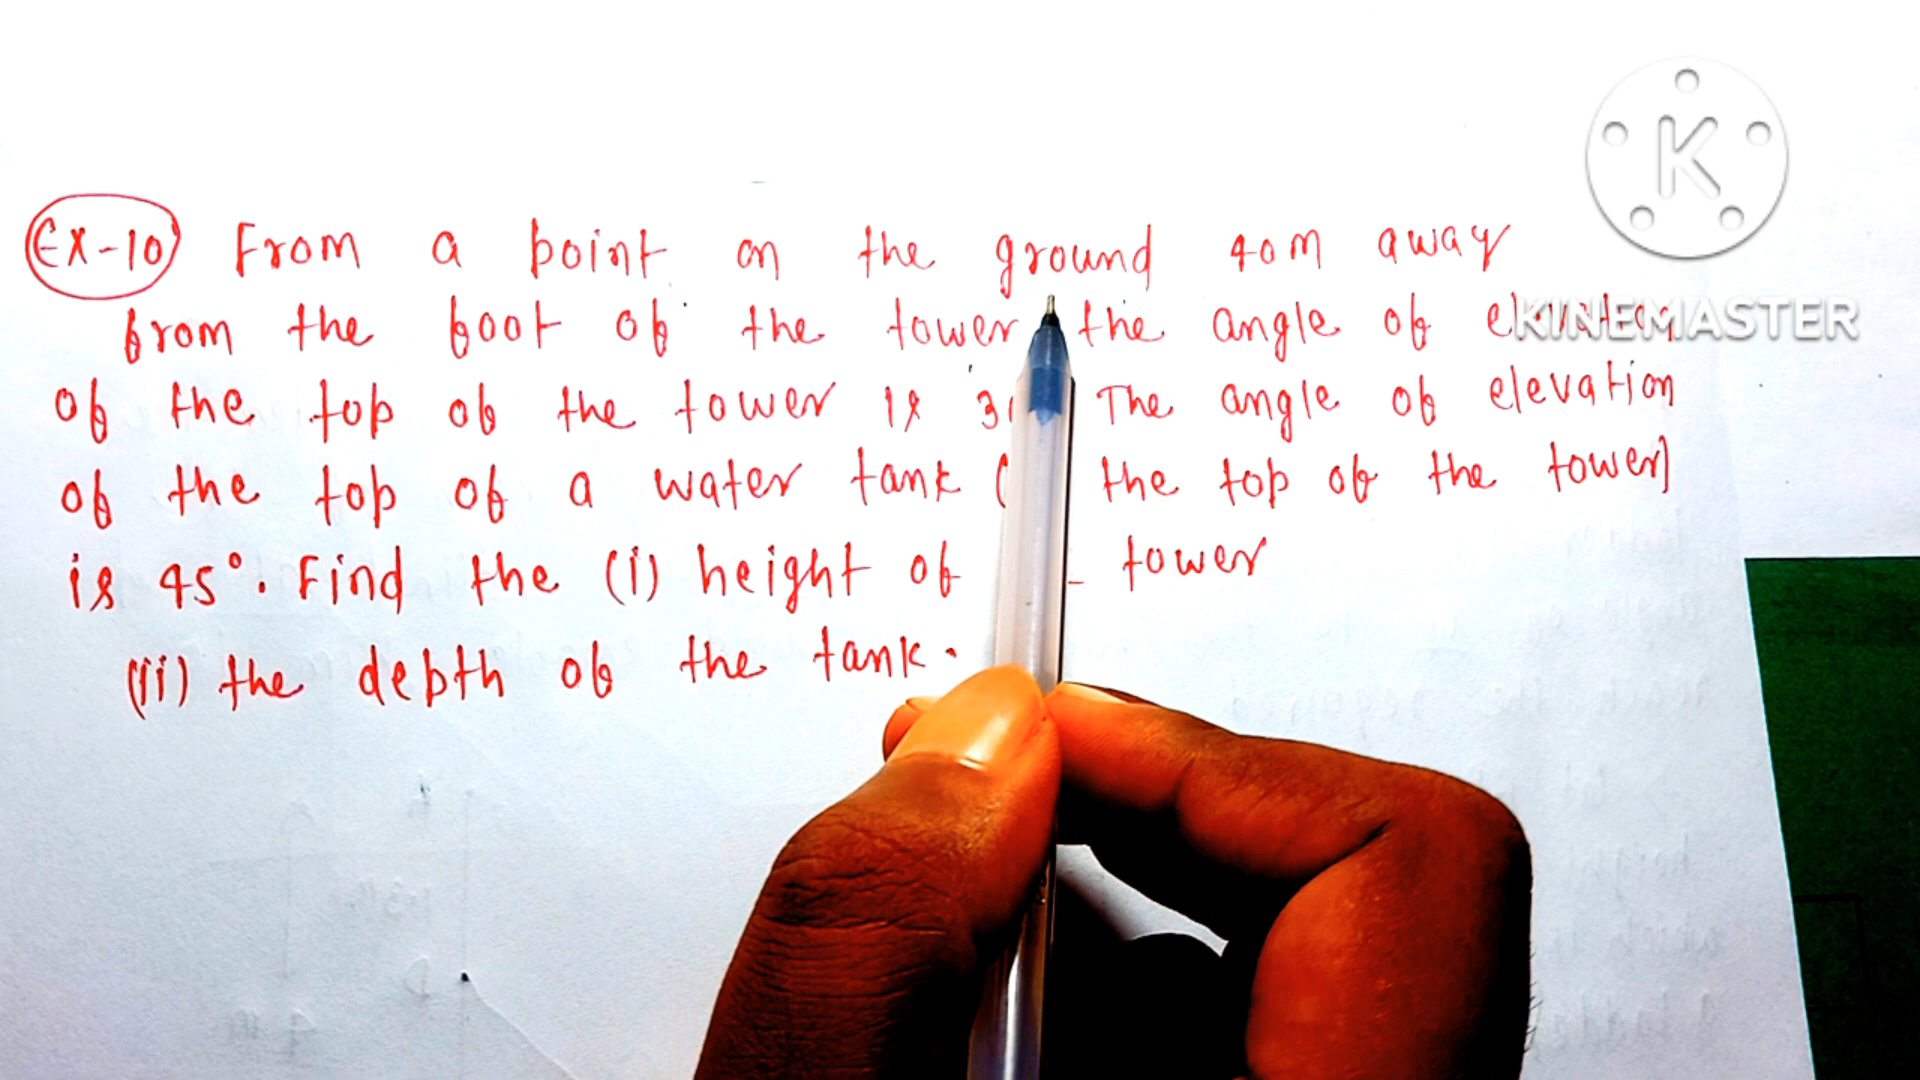 Ex-10 From a point on the ground 40m away
from the foot of the tower the angle of elevation
of the top of the tower is The angle of elevation
of the top of a water tank ( the top of the tower)
is 45°. Find the (i) height of tower
(ii) the depth of the tank.
K
KINEMASTER